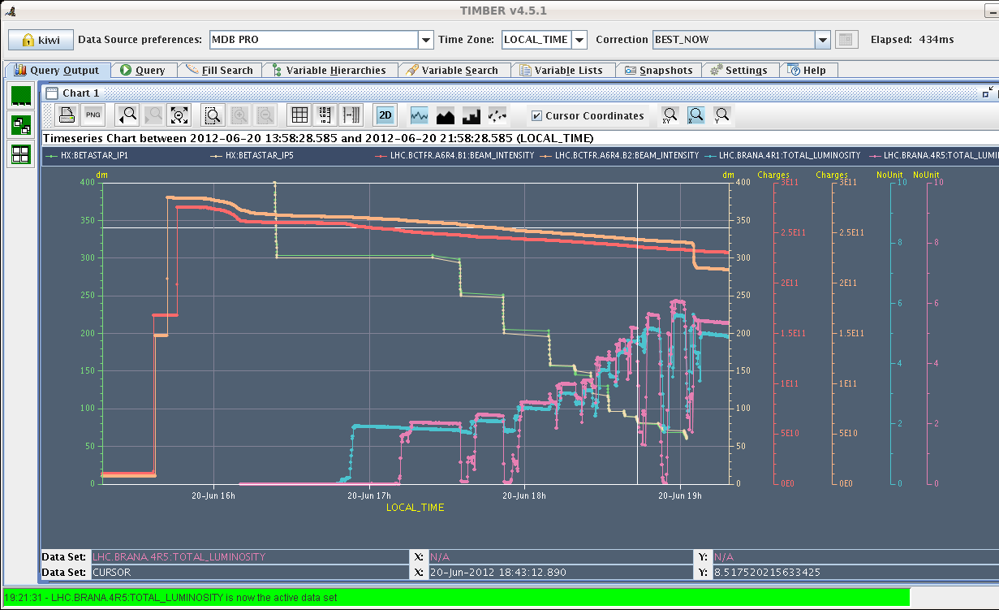 TIMBER v4.5.1
kiwi Data Source preferences: MDB PRO Time Zone: LOCAL_TIME Correction BEST_NOW Elapsed: 434ms
Query Output Query Fill Search Variable Hierarchies Variable Search Variable Lists Snapshots Settings Help
Chart 1
PNG 2D Cursor Coordinates XY X Y
Timeseries Chart between 2012-06-20 13:58:28.585 and 2012-06-20 21:58:28.585 (LOCAL_TIME)
HX:BETASTAR_IP1 HX:BETASTAR_IP5 LHC.BCTFR.A6R4.B1:BEAM_INTENSITY LHC.BCTFR.A6R4.B2:BEAM_INTENSITY LHC.BRANA.4R1:TOTAL_LUMINOSITY LHC.BRANA.4R5:TOTAL_LUMIN
dm dm Charges Charges NoUnit NoUnit
400 400 3E11 3E11 10 10
350 350 2.5E11 2.5E11
8 8
300 300
2E11 2E11
250 250
6 6
200 200 1.5E11 1.5E11
150 150 4 4
100 100 1E11 1E11
2 2
50 50 5E10 5E10
0 0 0E0 0E0 0 0
20-Jun 16h 20-Jun 17h 20-Jun 18h 20-Jun 19h
LOCAL_TIME
Data Set: LHC.BRANA.4R5:TOTAL_LUMINOSITY X: N/A Y: N/A
Data Set: CURSOR X: 20-Jun-2012 18:43:12.890 Y: 8.517520215633425
19:21:31 - LHC.BRANA.4R5:TOTAL_LUMINOSITY is now the active data set